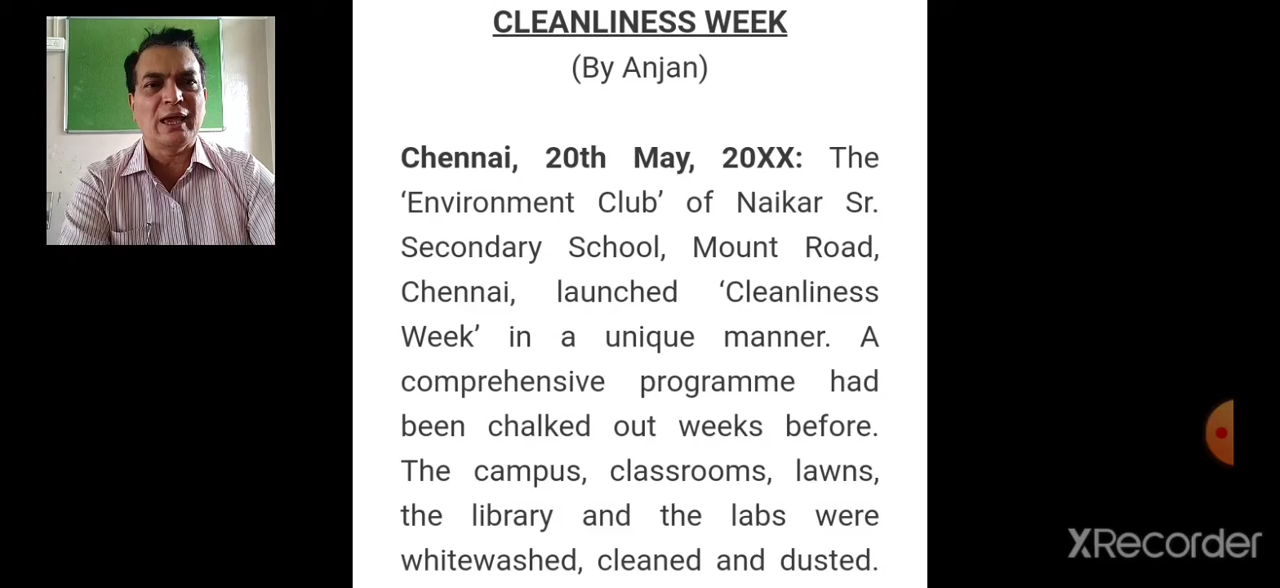 CLEANLINESS WEEK
(By Anjan)
Chennai, 20th May, 20XX: The
‘Environment Club’ of Naikar Sr.
Secondary School, Mount Road,
Chennai, launched ‘Cleanliness
Week’ in a unique manner. A
comprehensive programme had
been chalked out weeks before.
The campus, classrooms, lawns,
the library and the labs were
whitewashed, cleaned and dusted.
XRecorder